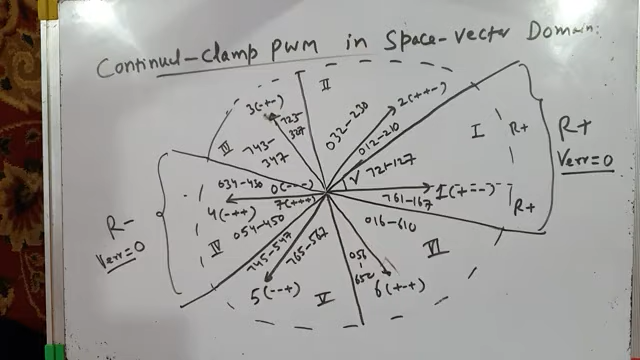 Continual-clamp PWM in Space-vector Domain:
II
3(-+-)
2(+++-)
723-
327
032-230
III
743-
347
012-210
I
R+
R+
Verr=0
721-127
034-430
0(---)
7(+++)
1(+--)
761-167
R+
R-
Verr=0
4(-++)
054-450
016-610
IV
745-547
765-567
056
-
650
VI
5(--+)
V
6(+-+)